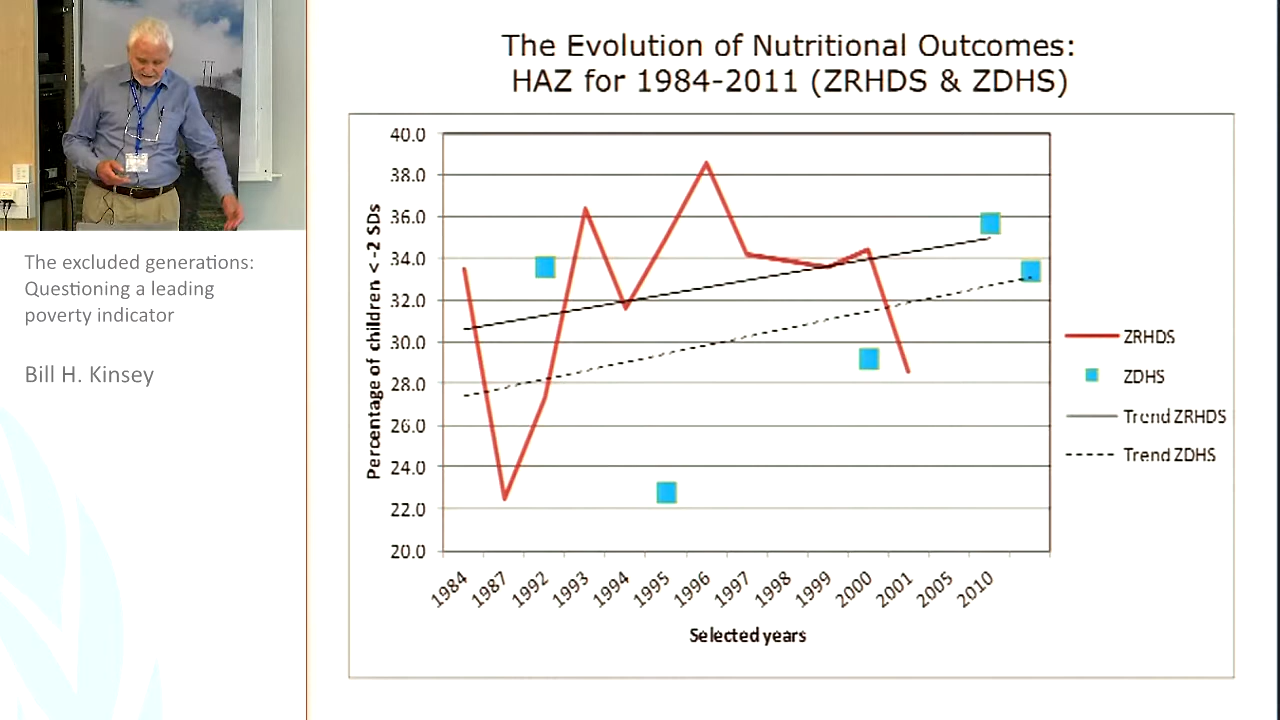 The excluded generations:
Questioning a leading
poverty indicator
Bill H. Kinsey
The Evolution of Nutritional Outcomes:
HAZ for 1984-2011 (ZRHDS & ZDHS)
Percentage of children < -2 SDs
40.0
38.0
36.0
34.0
32.0
30.0
28.0
26.0
24.0
22.0
20.0
1984
1987
1992
1993
1994
1995
1996
1997
1998
1999
2000
2001
2005
2010
Selected years
ZRHDS
ZDHS
Trend ZRHDS
Trend ZDHS